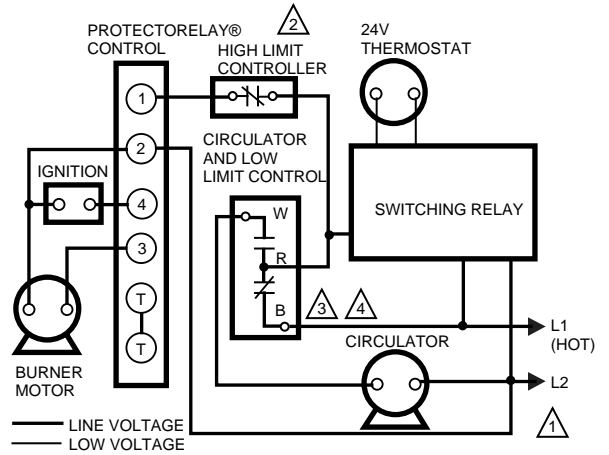 PROTECTORELAY®
CONTROL
2
HIGH LIMIT
CONTROLLER
24V
THERMOSTAT
1
2
IGNITION
4
3
T
T
BURNER
MOTOR
CIRCULATOR
AND LOW
LIMIT CONTROL
W
R
B
3
4
SWITCHING RELAY
CIRCULATOR
L1
(HOT)
L2
1
LINE VOLTAGE
LOW VOLTAGE